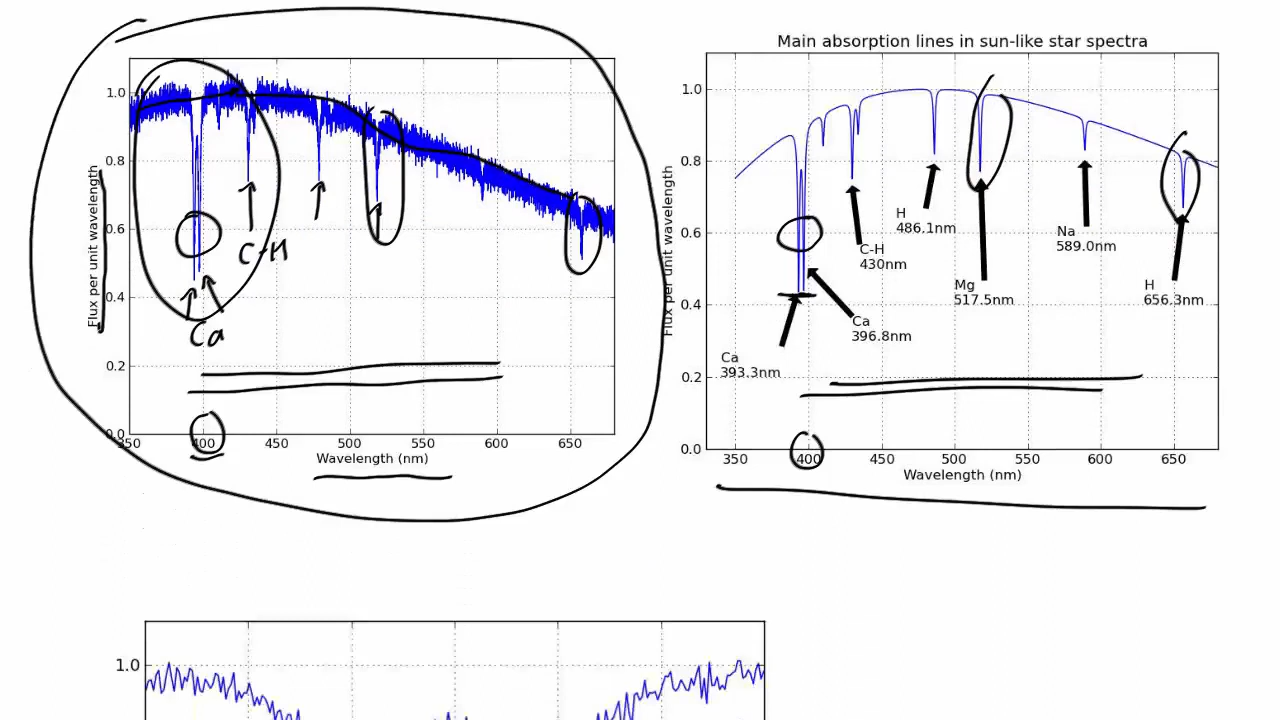 1.0
0.8
0.6
0.4
0.2
0.0
Flux per unit wavelength
350 400 450 500 550 600 650
Wavelength (nm)
C-H
Ca
Main absorption lines in sun-like star spectra
1.0
0.8
0.6
0.4
0.2
0.0
Flux per unit wavelength
H
486.1nm
C-H
430nm
Na
589.0nm
Mg
517.5nm
H
656.3nm
Ca
396.8nm
Ca
393.3nm
350 400 450 500 550 600 650
Wavelength (nm)
1.0